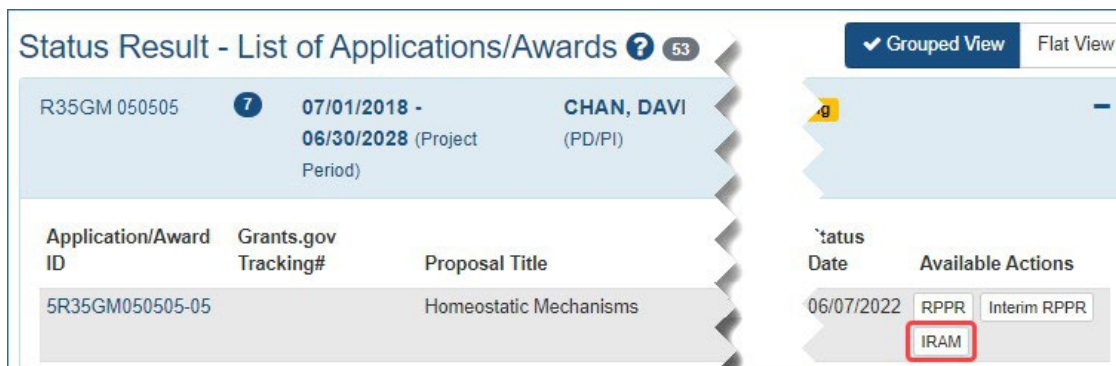 Status Result - List of Applications/Awards ? 53
Grouped View Flat View
R35GM 050505 7 07/01/2018 - CHAN, DAVI
06/30/2028 (Project (PD/PI)
Period)
Application/Award Grants.gov Status
ID Tracking# Proposal Title Date Available Actions
5R35GM050505-05 Homeostatic Mechanisms 06/07/2022 RPPR Interim RPPR
IRAM